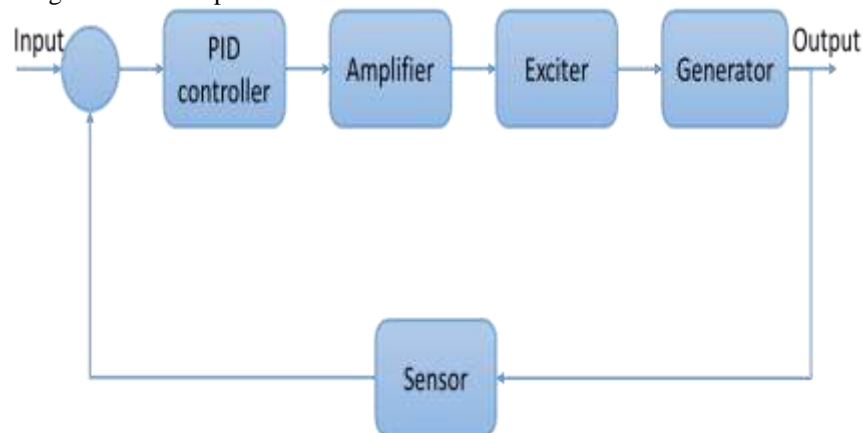 Input
PID
controller
Amplifier
Exciter
Generator
Output
Sensor